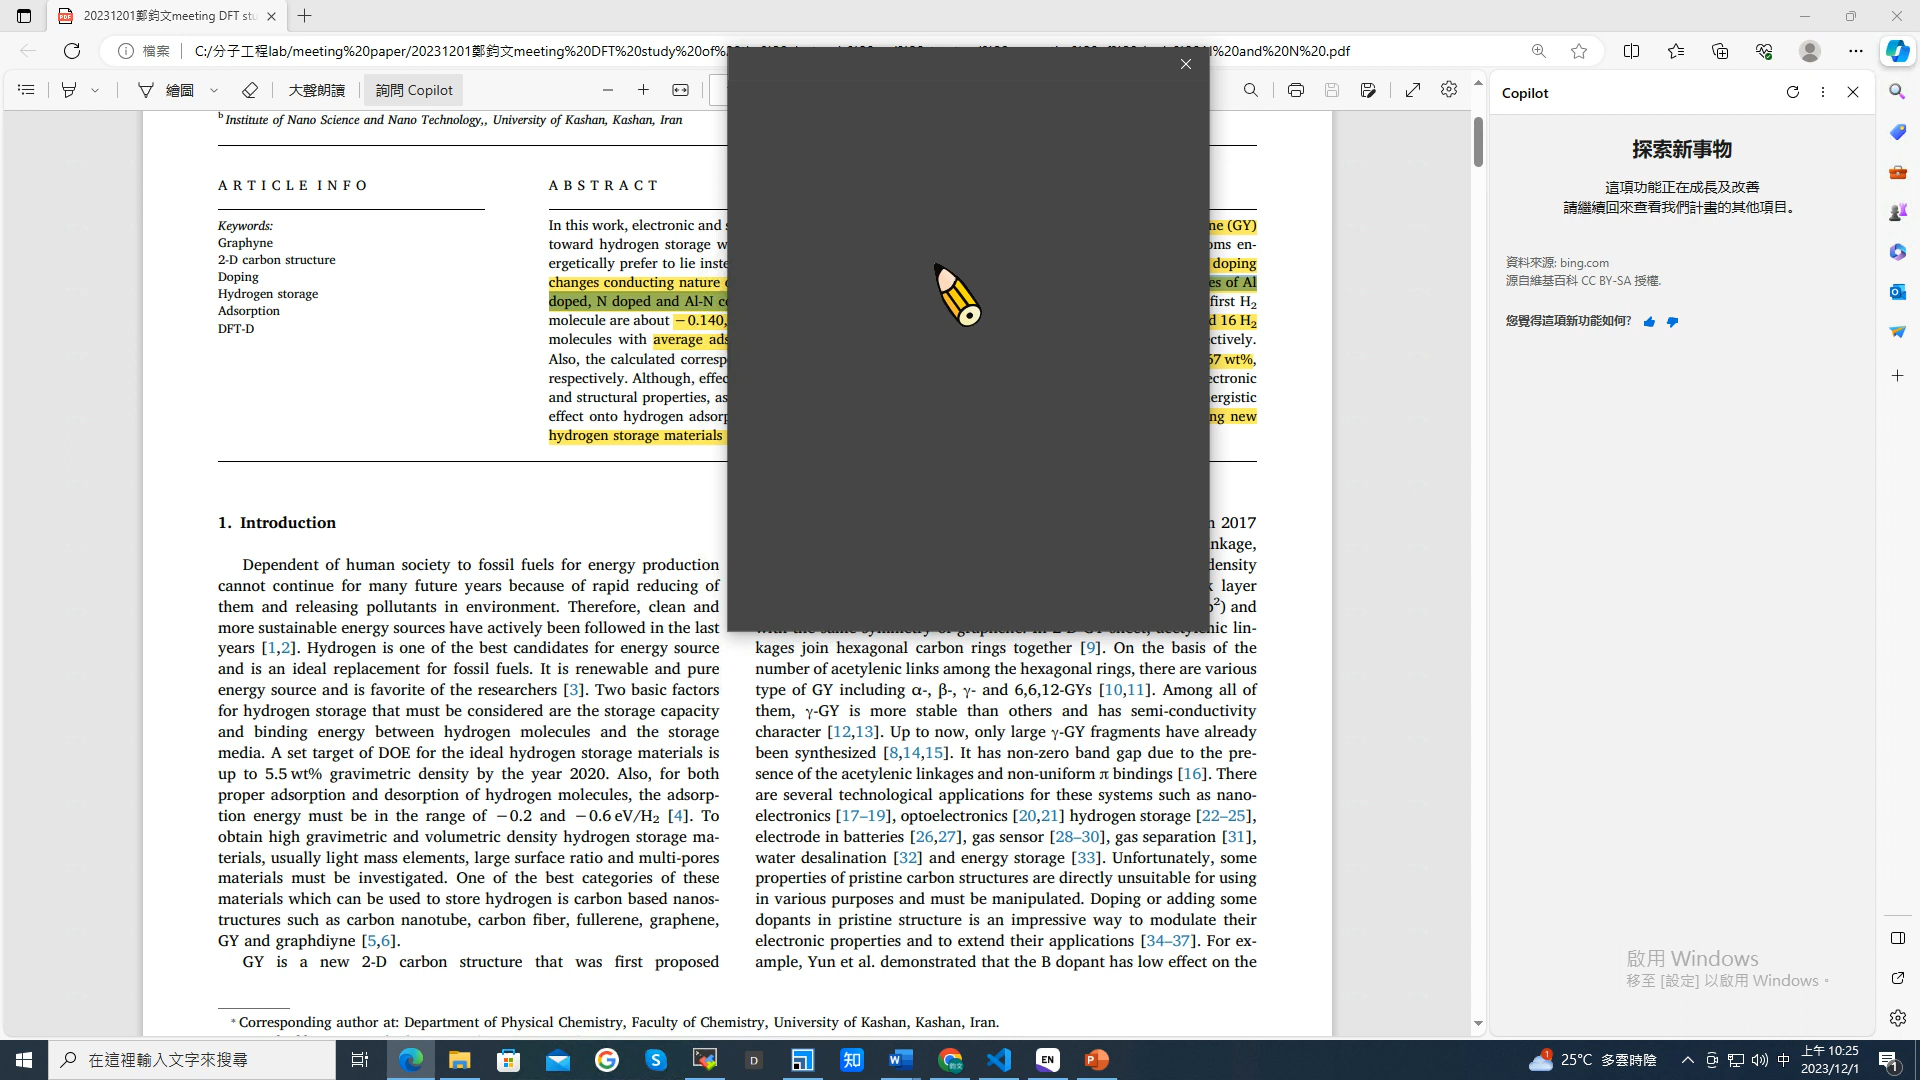 20231201鄭鈞文meeting DFT stu
檔案
C:/分子工程lab/meeting%20paper/20231201鄭鈞文meeting%20DFT%20study%20of%
%20and%20N%20.pdf
繪圖
大聲朗讀
詢問 Copilot
b Institute of Nano Science and Nano Technology,, University of Kashan, Kashan, Iran
ARTICLE INFO
Keywords:
Graphyne
2-D carbon structure
Doping
Hydrogen storage
Adsorption
DFT-D
ABSTRACT
In this work, electronic and ne (GY)
toward hydrogen storage w oms en-
ergetically prefer to lie inste doping
changes conducting nature es of Al
doped, N doped and Al-N c first H2
molecule are about −0.140, d 16 H2
molecules with average ads ctively.
Also, the calculated corresp 67 wt%,
respectively. Although, effec ectronic
and structural properties, as ergistic
effect onto hydrogen adsorp ng new
hydrogen storage materials
1. Introduction
Dependent of human society to fossil fuels for energy production
cannot continue for many future years because of rapid reducing of
them and releasing pollutants in environment. Therefore, clean and
more sustainable energy sources have actively been followed in the last
years [1,2]. Hydrogen is one of the best candidates for energy source
and is an ideal replacement for fossil fuels. It is renewable and pure
energy source and is favorite of the researchers [3]. Two basic factors
for hydrogen storage that must be considered are the storage capacity
and binding energy between hydrogen molecules and the storage
media. A set target of DOE for the ideal hydrogen storage materials is
up to 5.5 wt% gravimetric density by the year 2020. Also, for both
proper adsorption and desorption of hydrogen molecules, the adsorp-
tion energy must be in the range of −0.2 and −0.6 eV/H2 [4]. To
obtain high gravimetric and volumetric density hydrogen storage ma-
terials, usually light mass elements, large surface ratio and multi-pores
materials must be investigated. One of the best categories of these
materials which can be used to store hydrogen is carbon based nanos-
tructures such as carbon nanotube, carbon fiber, fullerene, graphene,
GY and graphdiyne [5,6].
GY is a new 2-D carbon structure that was first proposed
n 2017
nkage,
density
k layer
p2) and
with the same symmetry of graphene. In 2-D GY sheet, acetylenic lin-
kages join hexagonal carbon rings together [9]. On the basis of the
number of acetylenic links among the hexagonal rings, there are various
type of GY including α-, β-, γ- and 6,6,12-GYs [10,11]. Among all of
them, γ-GY is more stable than others and has semi-conductivity
character [12,13]. Up to now, only large γ-GY fragments have already
been synthesized [8,14,15]. It has non-zero band gap due to the pre-
sence of the acetylenic linkages and non-uniform π bindings [16]. There
are several technological applications for these systems such as nano-
electronics [17–19], optoelectronics [20,21] hydrogen storage [22–25],
electrode in batteries [26,27], gas sensor [28–30], gas separation [31],
water desalination [32] and energy storage [33]. Unfortunately, some
properties of pristine carbon structures are directly unsuitable for using
in various purposes and must be manipulated. Doping or adding some
dopants in pristine structure is an impressive way to modulate their
electronic properties and to extend their applications [34–37]. For ex-
ample, Yun et al. demonstrated that the B dopant has low effect on the
* Corresponding author at: Department of Physical Chemistry, Faculty of Chemistry, University of Kashan, Kashan, Iran.
Copilot
探索新事物
這項功能正在成長及改善
請繼續回來查看我們計畫的其他項目。
資料來源: bing.com
源自維基百科 CC BY-SA 授權.
您覺得這項新功能如何?
啟用 Windows
移至 [設定] 以啟用 Windows。
在這裡輸入文字來搜尋
D
知
EN
1
25°C 多雲時陰
中
上午 10:25
2023/12/1
1